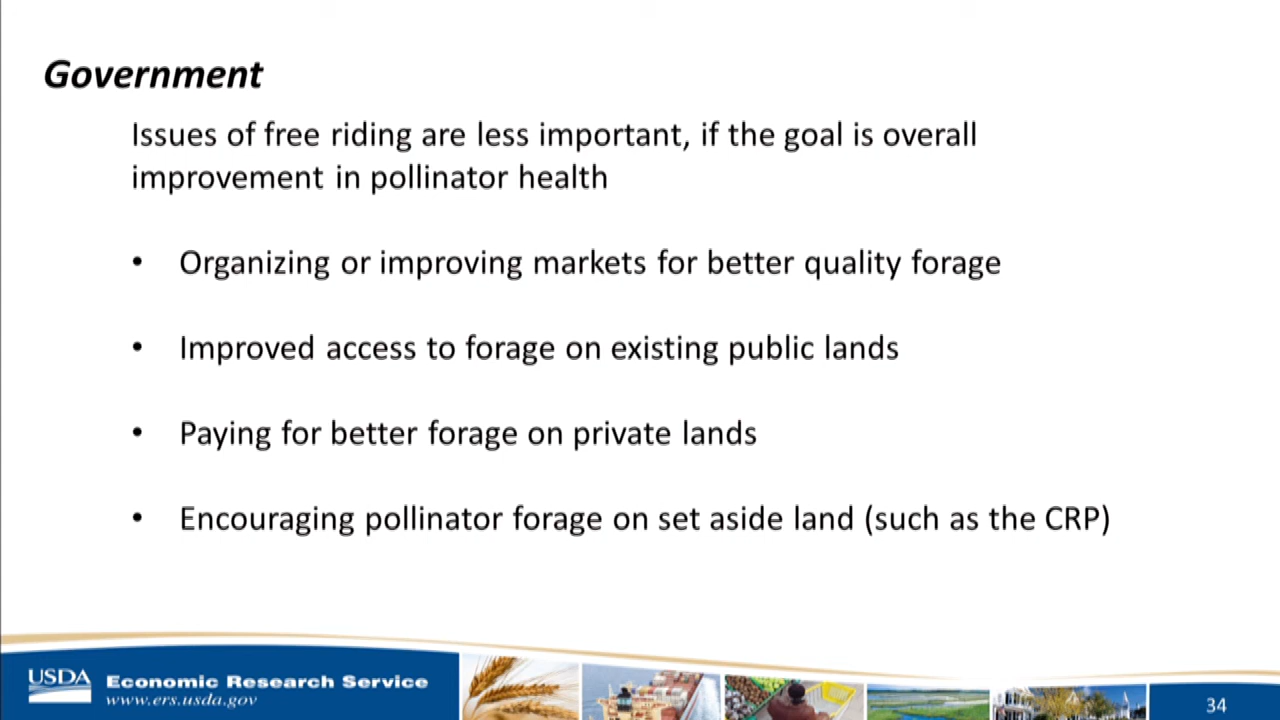 Government
Issues of free riding are less important, if the goal is overall
improvement in pollinator health
• Organizing or improving markets for better quality forage
• Improved access to forage on existing public lands
• Paying for better forage on private lands
• Encouraging pollinator forage on set aside land (such as the CRP)
USDA Economic Research Service
www.ers.usda.gov
34